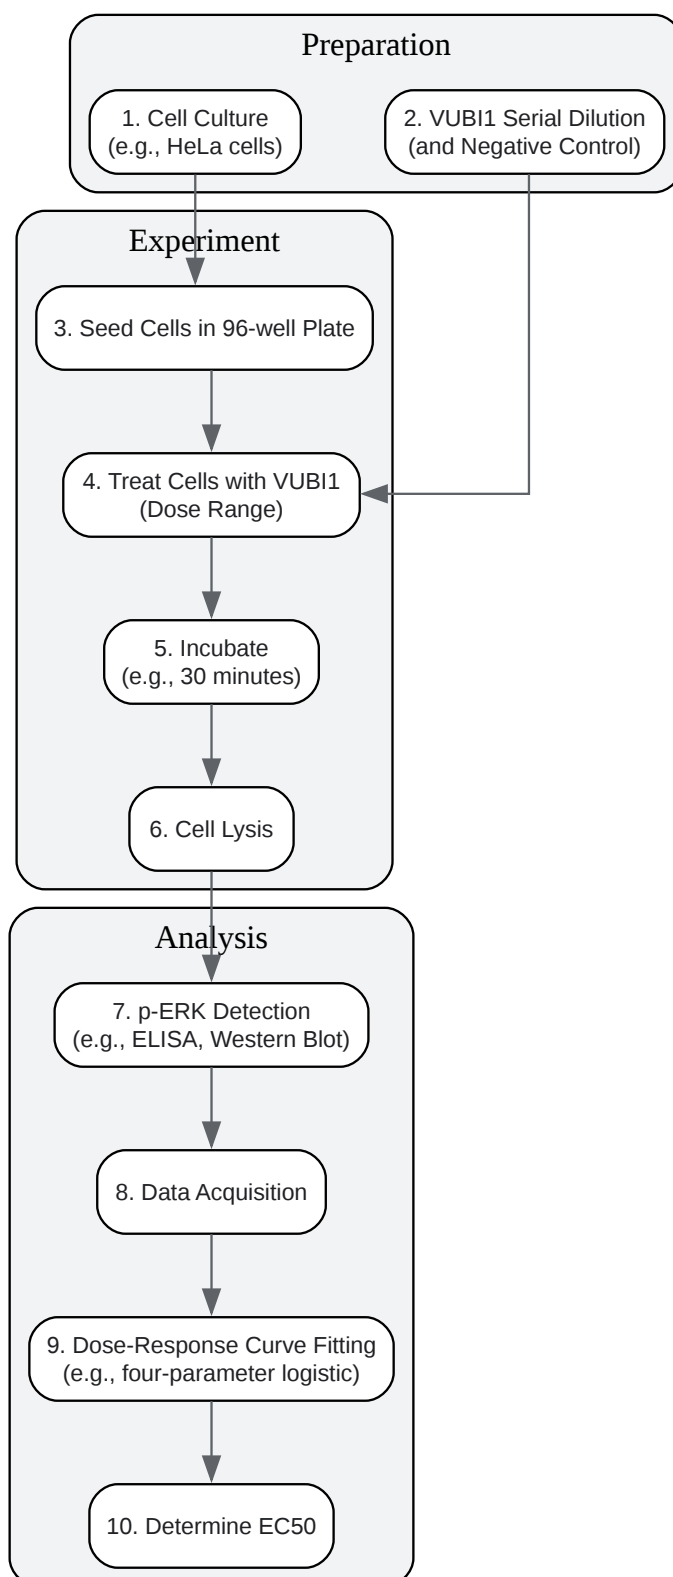 Preparation
1. Cell Culture
(e.g., HeLa cells)
2. VUBI1 Serial Dilution
(and Negative Control)
Experiment
3. Seed Cells in 96-well Plate
4. Treat Cells with VUBI1
(Dose Range)
5. Incubate
(e.g., 30 minutes)
6. Cell Lysis
Analysis
7. p-ERK Detection
(e.g., ELISA, Western Blot)
8. Data Acquisition
9. Dose-Response Curve Fitting
(e.g., four-parameter logistic)
10. Determine EC50